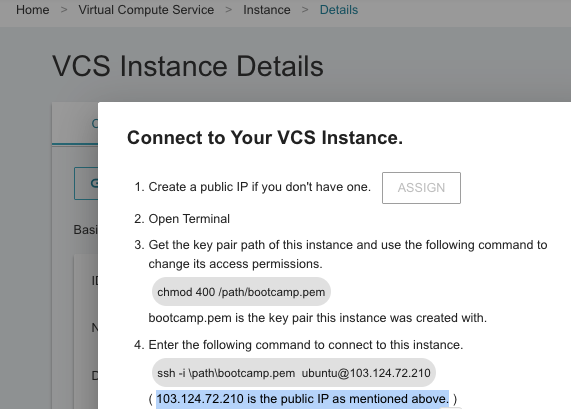 Home > Virtual Compute Service > Instance > Details
VCS Instance Details
Connect to Your VCS Instance.
1. Create a public IP if you don't have one. ASSIGN
2. Open Terminal
3. Get the key pair path of this instance and use the following command to
change its access permissions.
chmod 400 /path/bootcamp.pem
bootcamp.pem is the key pair this instance was created with.
4. Enter the following command to connect to this instance.
ssh -i \path\bootcamp.pem ubuntu@103.124.72.210
( 103.124.72.210 is the public IP as mentioned above. )